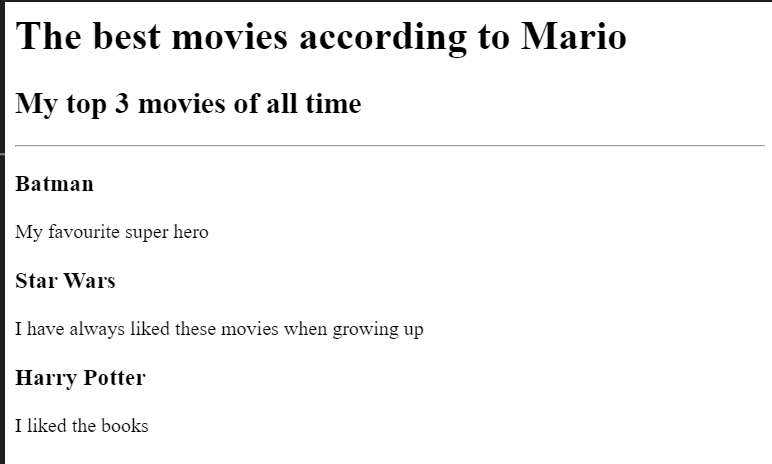 The best movies according to Mario
My top 3 movies of all time
Batman
My favourite super hero
Star Wars
I have always liked these movies when growing up
Harry Potter
I liked the books